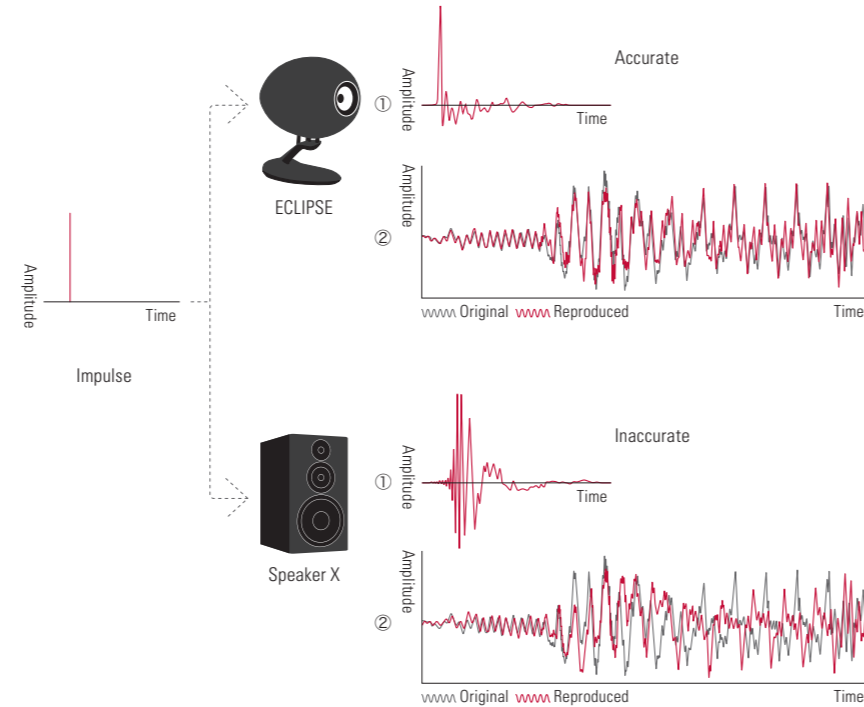 Amplitude
Time
Impulse
ECLIPSE
①
Amplitude
Time
Accurate
②
Amplitude
Original
Reproduced
Time
Speaker X
①
Amplitude
Time
Inaccurate
②
Amplitude
Original
Reproduced
Time